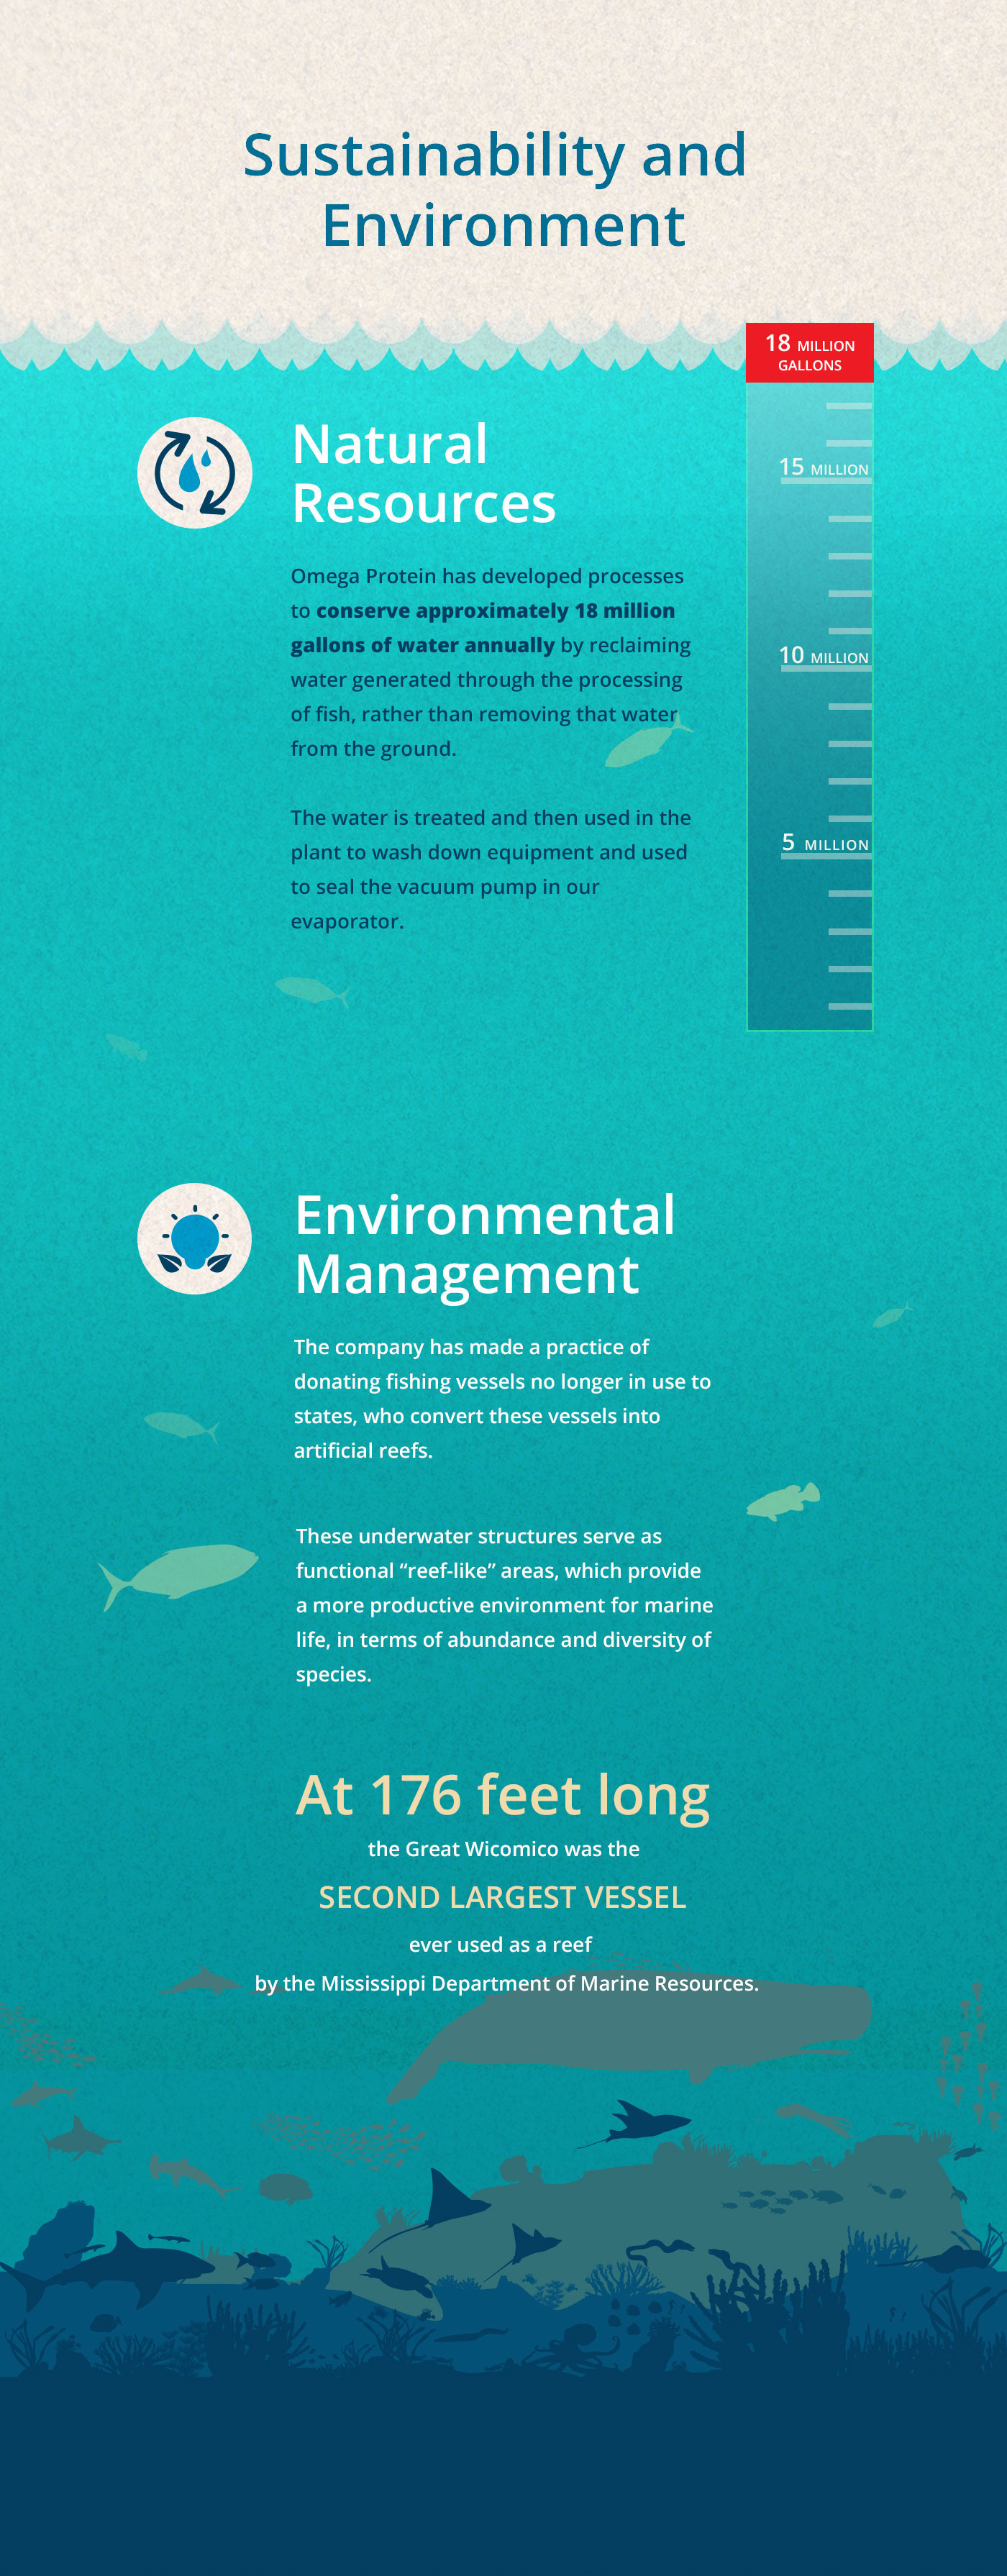 Sustainability and
Environment
18 MILLION
GALLONS
Natural
Resources
15 MILLION
Omega Protein has developed processes
to conserve approximately 18 million
gallons of water annually by reclaiming
water generated through the processing
of fish, rather than removing that water
from the ground.
10 MILLION
The water is treated and then used in the
plant to wash down equipment and used
to seal the vacuum pump in our
evaporator.
5 MILLION
Environmental
Management
The company has made a practice of
donating fishing vessels no longer in use to
states, who convert these vessels into
artificial reefs.
These underwater structures serve as
functional “reef-like” areas, which provide
a more productive environment for marine
life, in terms of abundance and diversity of
species.
At 176 feet long
the Great Wicomico was the
SECOND LARGEST VESSEL
ever used as a reef
by the Mississippi Department of Marine Resources.